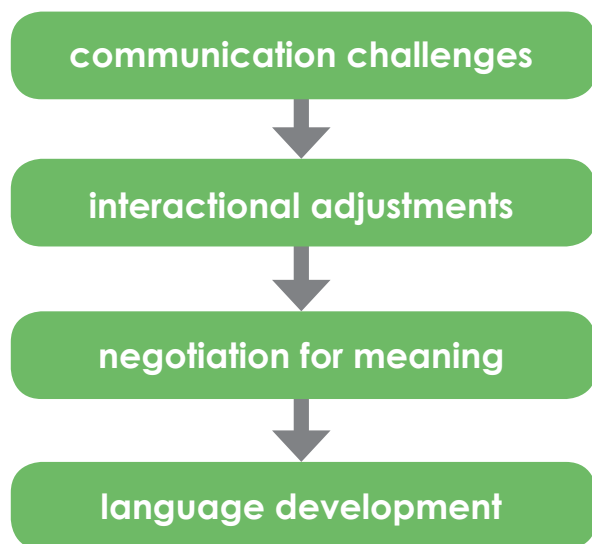 communication challenges
interactional adjustments
negotiation for meaning
language development